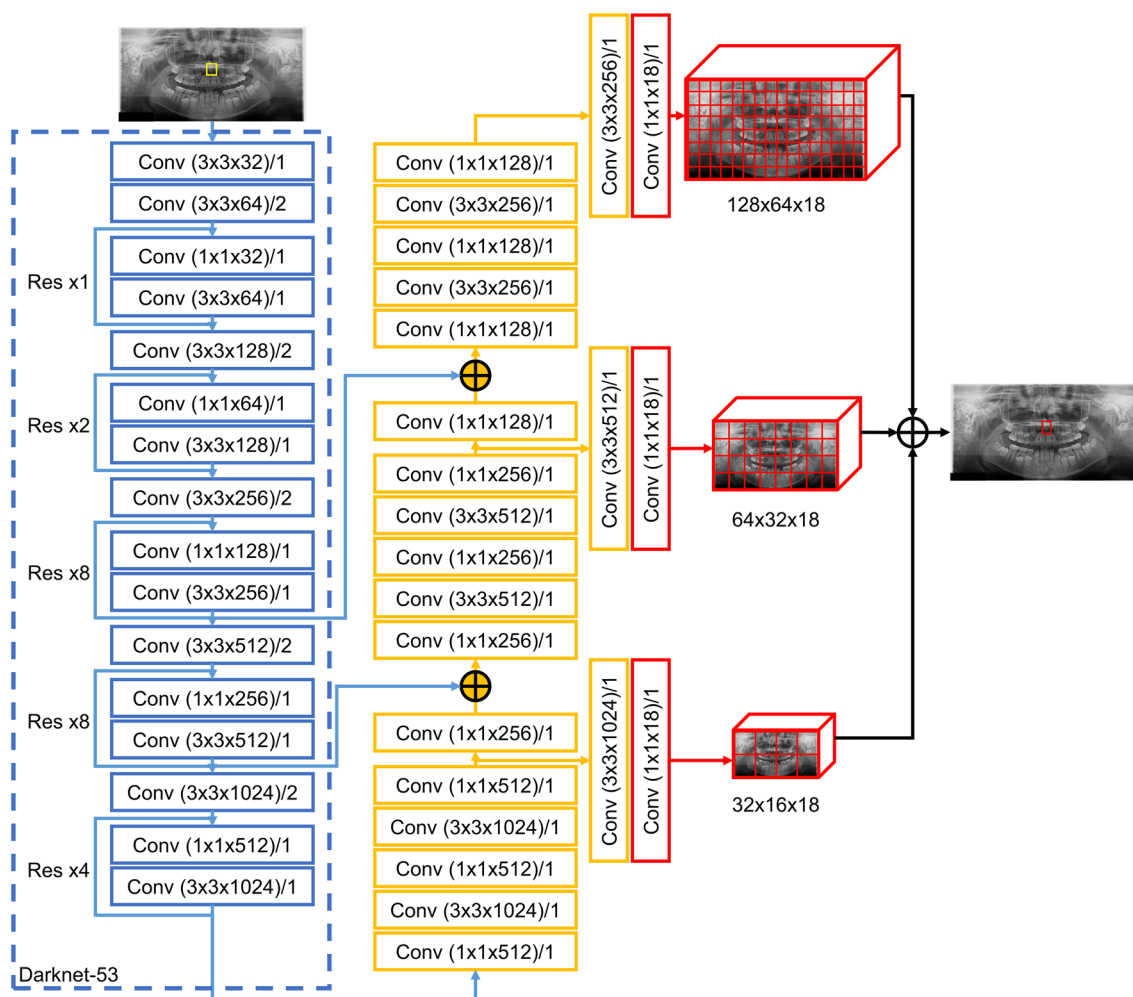 Conv (3x3x32)/1
Conv (3x3x64)/2
Res x1
Conv (1x1x32)/1
Conv (3x3x64)/1
Conv (3x3x128)/2
Res x2
Conv (1x1x64)/1
Conv (3x3x128)/1
Conv (3x3x256)/2
Res x8
Conv (1x1x128)/1
Conv (3x3x256)/1
Conv (3x3x512)/2
Res x8
Conv (1x1x256)/1
Conv (3x3x512)/1
Conv (3x3x1024)/2
Res x4
Conv (1x1x512)/1
Conv (3x3x1024)/1
Darknet-53
Conv (1x1x128)/1
Conv (3x3x256)/1
Conv (1x1x128)/1
Conv (3x3x256)/1
Conv (1x1x128)/1
Conv (1x1x128)/1
Conv (1x1x256)/1
Conv (3x3x512)/1
Conv (1x1x256)/1
Conv (3x3x512)/1
Conv (1x1x256)/1
Conv (1x1x256)/1
Conv (1x1x512)/1
Conv (3x3x1024)/1
Conv (1x1x512)/1
Conv (3x3x1024)/1
Conv (1x1x512)/1
Conv (3x3x256)/1
Conv (1x1x18)/1
128x64x18
Conv (3x3x512)/1
Conv (1x1x18)/1
64x32x18
Conv (3x3x1024)/1
Conv (1x1x18)/1
32x16x18